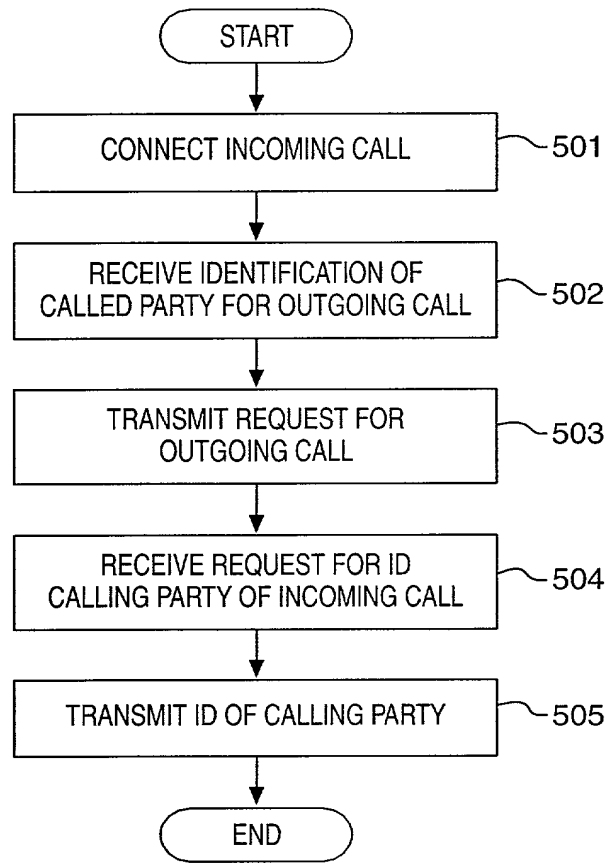 START
CONNECT INCOMING CALL
501
RECEIVE IDENTIFICATION OF
CALLED PARTY FOR OUTGOING CALL
502
TRANSMIT REQUEST FOR
OUTGOING CALL
503
RECEIVE REQUEST FOR ID
CALLING PARTY OF INCOMING CALL
504
TRANSMIT ID OF CALLING PARTY
505
END